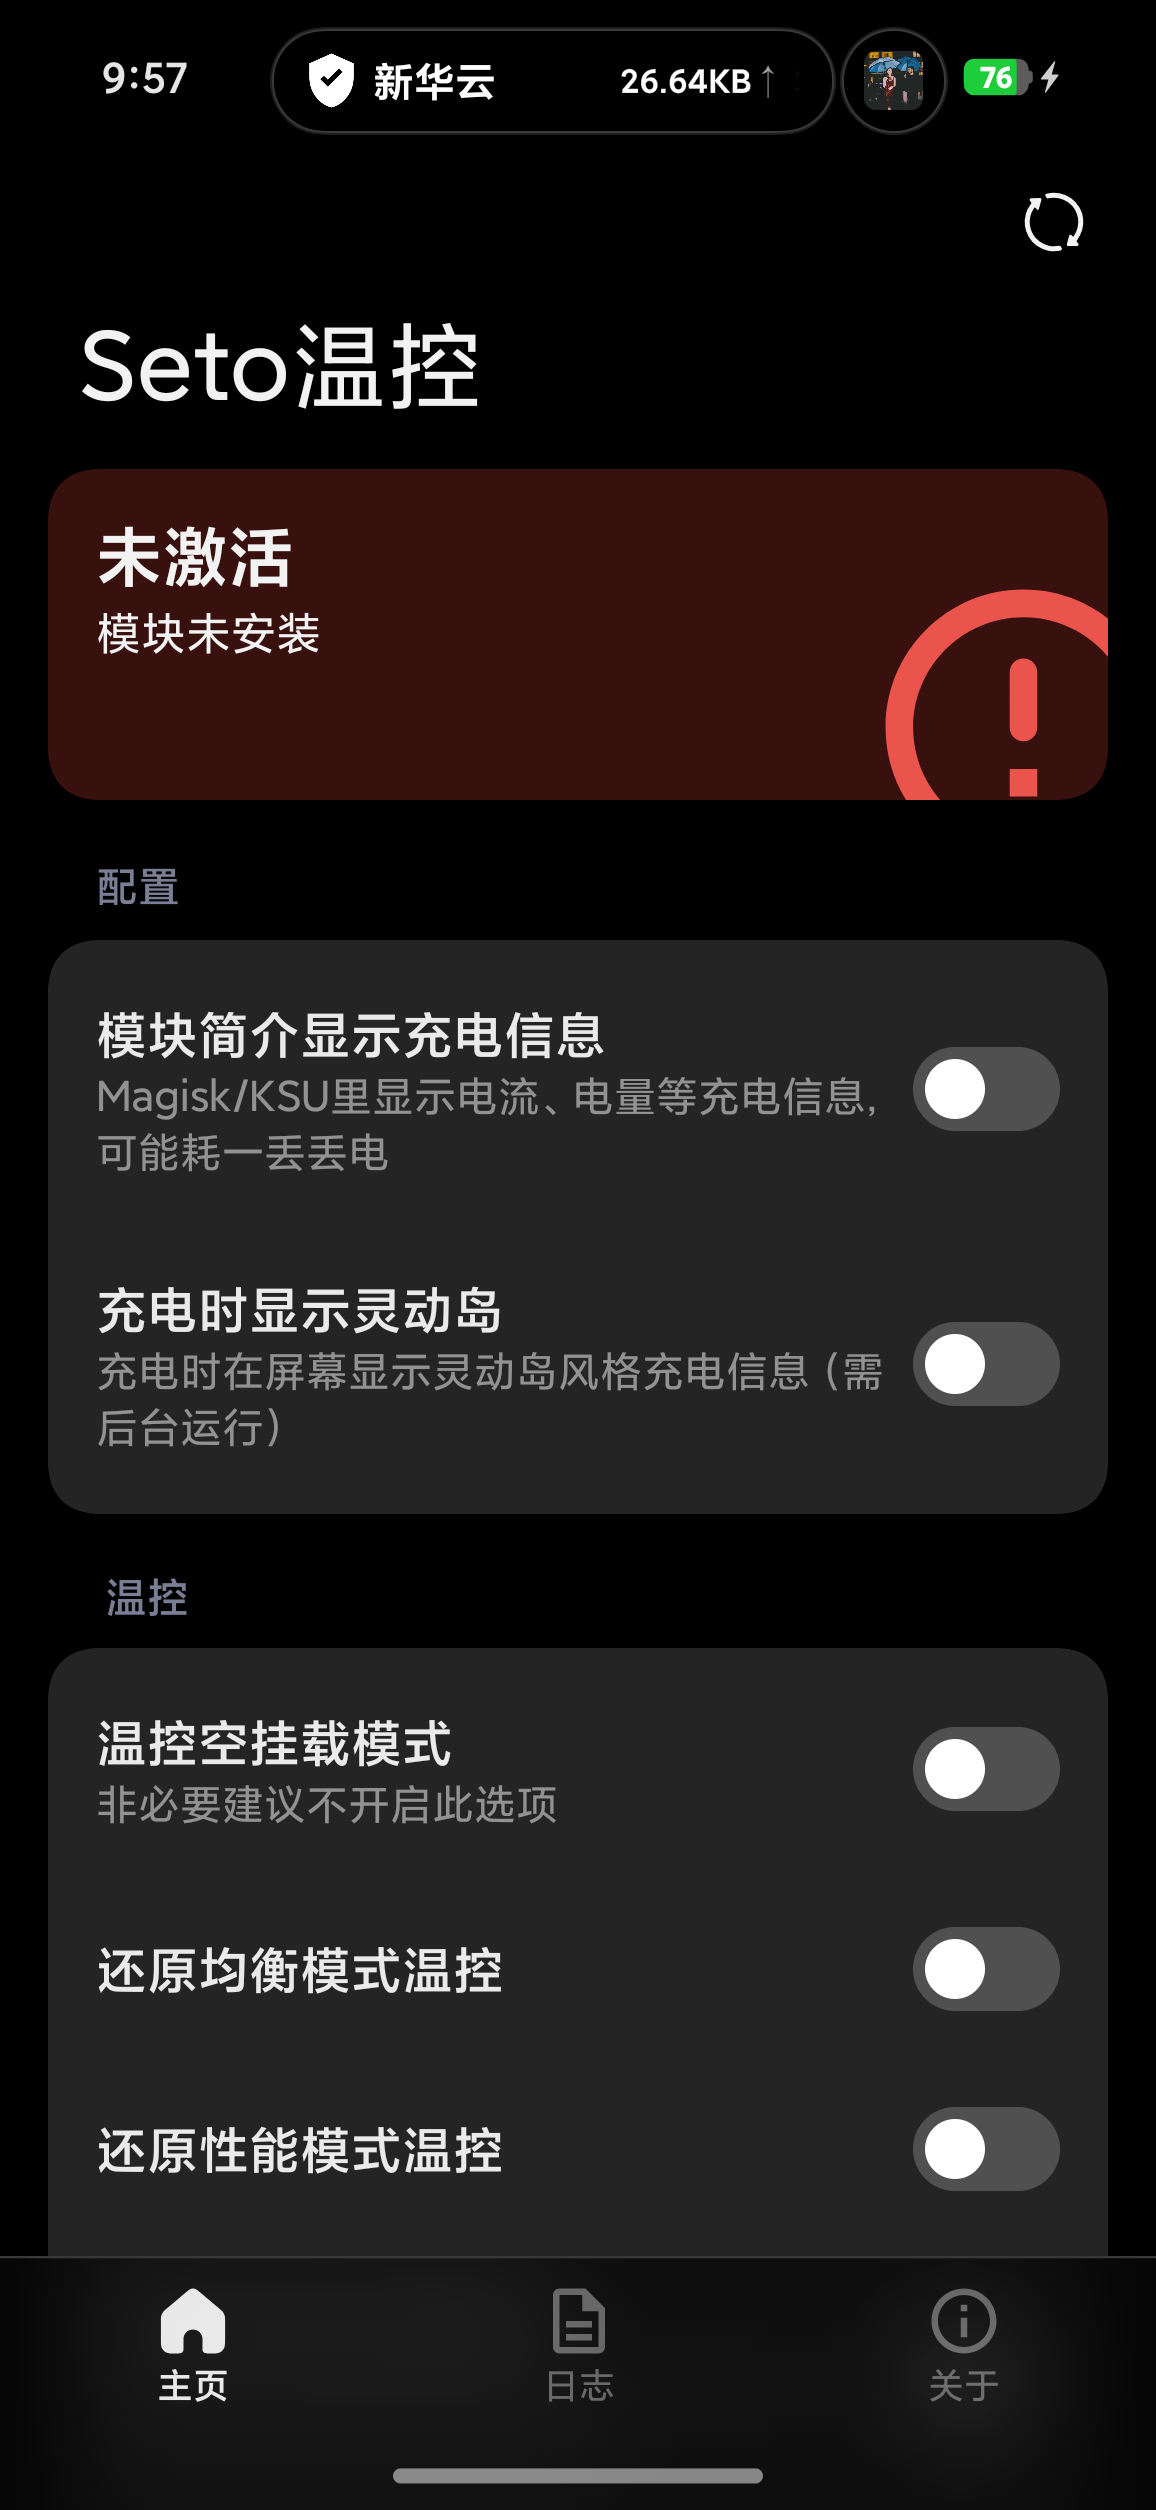 9:57
新华云
26.64KB ↑
76
Seto温控
未激活
模块未安装
配置
模块简介显示充电信息
Magisk/KSU里显示电流、电量等充电信息,
可能耗一丢丢电
充电时显示灵动岛
充电时在屏幕显示灵动岛风格充电信息（需
后台运行）
温控
温控空挂载模式
非必要建议不开启此选项
还原均衡模式温控
还原性能模式温控
主页
日志
关于